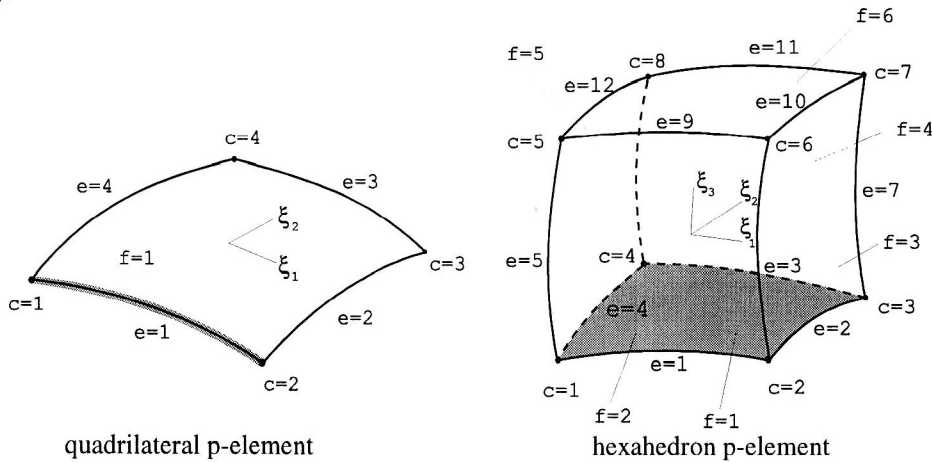 f=6
f=5
e=11
c=8
c=7
e=12
e=10
e=9
c=5
c=6
f=4
c=4
e=4
e=3
ξ3
ξ2
ξ1
e=7
ξ2
f=1
ξ1
c=3
e=5
c=4
e=3
f=3
c=1
e=1
e=2
e=4
e=2
c=3
c=2
e=1
c=1
c=2
f=2
f=1
quadrilateral p-element
hexahedron p-element